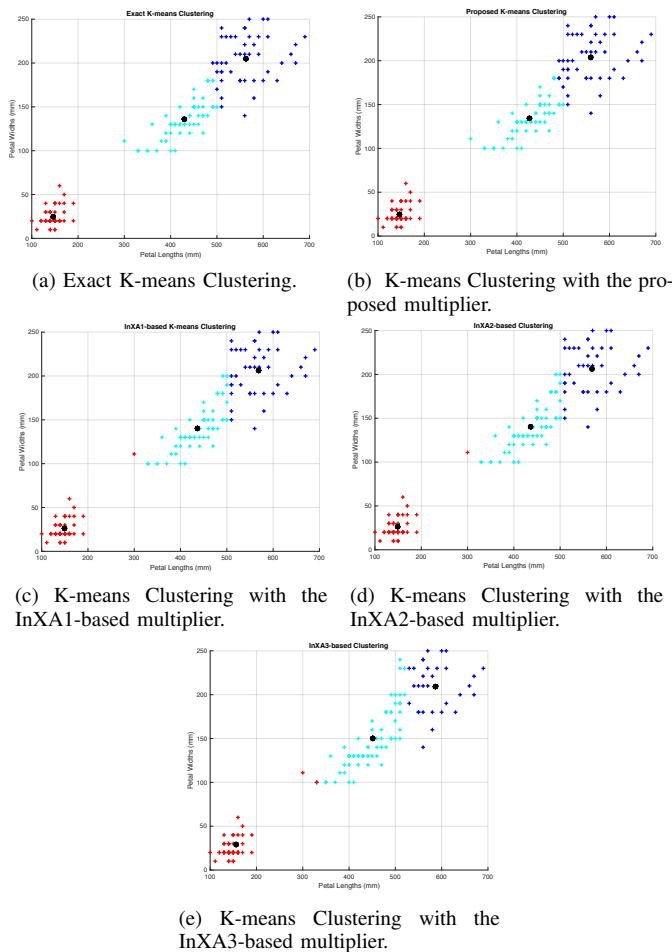 Exact K-means Clustering
Petal Widths (mm)
250
200
150
100
50
0
100 200 300 400 500 600 700
Petal Lengths (mm)
(a) Exact K-means Clustering.
Proposed K-means Clustering
Petal Widths (mm)
250
200
150
100
50
0
100 200 300 400 500 600 700
Petal Lengths (mm)
(b) K-means Clustering with the pro-
posed multiplier.
InXA1-based K-means Clustering
Petal Widths (mm)
250
200
150
100
50
0
100 200 300 400 500 600 700
Petal Lengths (mm)
(c) K-means Clustering with the
InXA1-based multiplier.
InXA2-based Clustering
Petal Widths (mm)
250
200
150
100
50
0
100 200 300 400 500 600 700
Petal Lengths (mm)
(d) K-means Clustering with the
InXA2-based multiplier.
InXA3-based Clustering
Petal Widths (mm)
250
200
150
100
50
0
100 200 300 400 500 600 700
Petal Lengths (mm)
(e) K-means Clustering with the
InXA3-based multiplier.